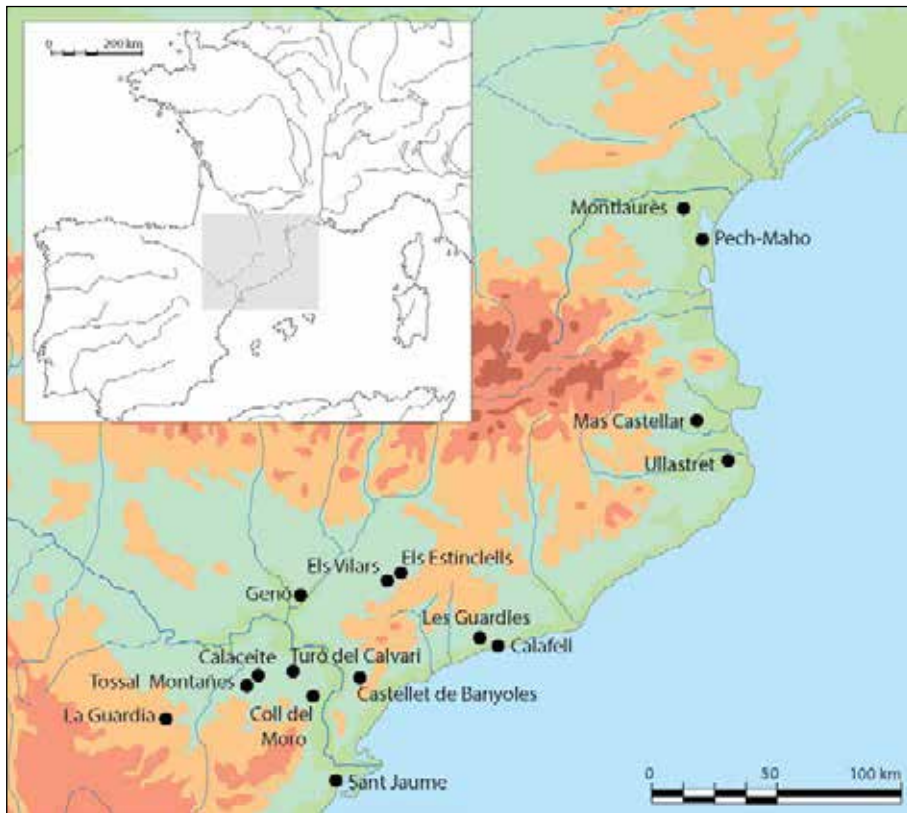 0 200 km
Montlaurès
Pech-Maho
Mas Castellar
Ullastret
Els Vilars
Els Estinclells
Genó
Les Guardies
Calafell
Calaceite
Turó del Calvari
Tossal Montañes
Castellet de Banyoles
La Guardia
Coll del
Moro
Sant Jaume
0 50 100 km